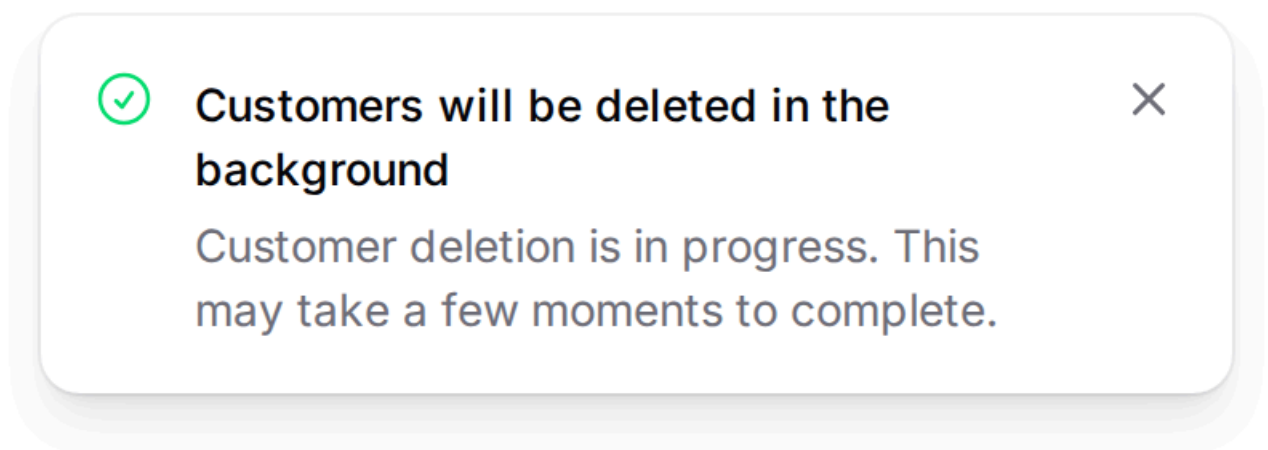 Customers will be deleted in the
background
Customer deletion is in progress. This
may take a few moments to complete.